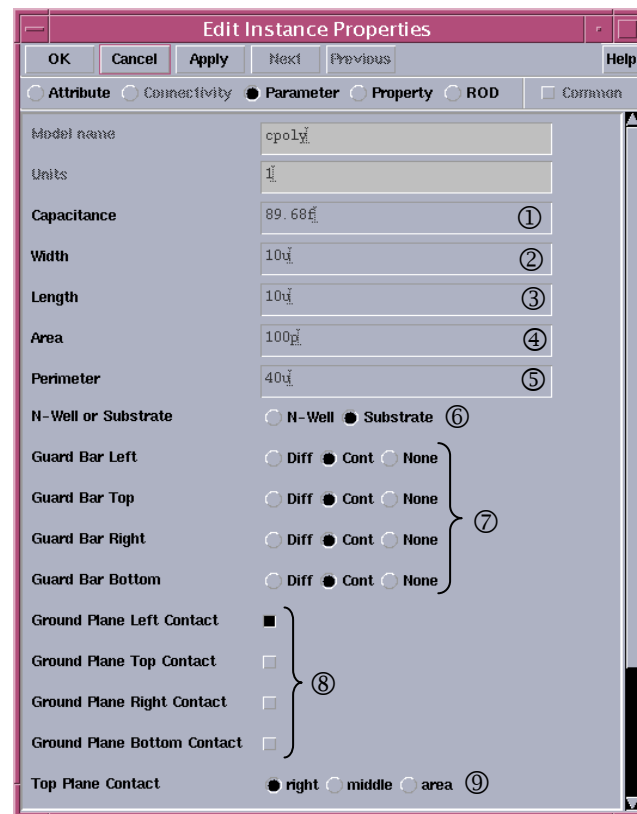 Edit Instance Properties
OK Cancel Apply Next Previous Help
Attribute Connectivity Parameter Property ROD Common
Model name cpoly
Units 1
Capacitance 89.68f ①
Width 10u ②
Length 10u ③
Area 100p ④
Perimeter 40u ⑤
N-Well or Substrate N-Well Substrate ⑥
Guard Bar Left Diff Cont None
Guard Bar Top Diff Cont None
⑦
Guard Bar Right Diff Cont None
Guard Bar Bottom Diff Cont None
Ground Plane Left Contact
Ground Plane Top Contact
⑧
Ground Plane Right Contact
Ground Plane Bottom Contact
Top Plane Contact right middle area ⑨